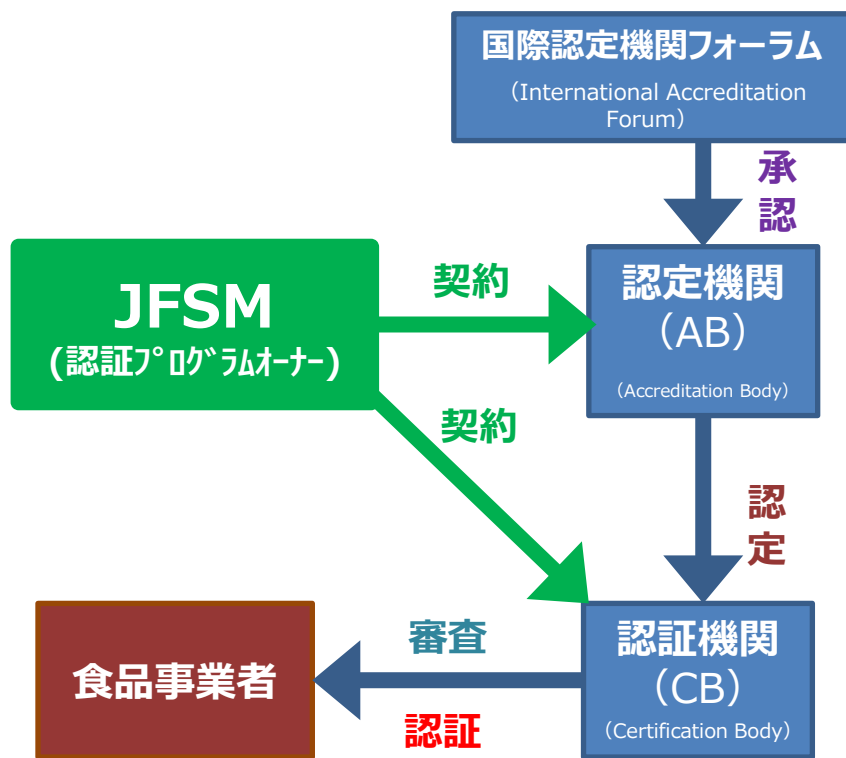 国際認定機関フォーラム
（International Accreditation
Forum）
承
認
JFSM
(認証ﾌﾟﾛｸﾞﾗﾑｵｰﾅｰ)
契約
認定機関
（AB）
（Accreditation Body）
契約
認
定
食品事業者
審査
認証
認証機関
（CB）
（Certification Body）